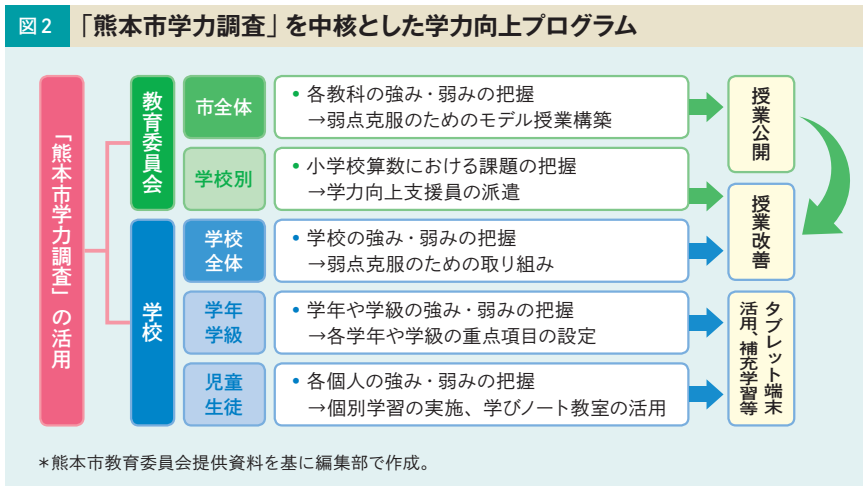 図2 「熊本市学力調査」を中核とした学力向上プログラム
「熊本市学力調査」の活用
教育委員会
市全体
• 各教科の強み・弱みの把握
→弱点克服のためのモデル授業構築
授業公開
学校別
• 小学校算数における課題の把握
→学力向上支援員の派遣
授業改善
学校
学校
全体
• 学校の強み・弱みの把握
→弱点克服のための取り組み
学年
学級
• 学年や学級の強み・弱みの把握
→各学年や学級の重点項目の設定
タブレット端末
活用、補充学習等
児童
生徒
• 各個人の強み・弱みの把握
→個別学習の実施、学びノート教室の活用
*熊本市教育委員会提供資料を基に編集部で作成。